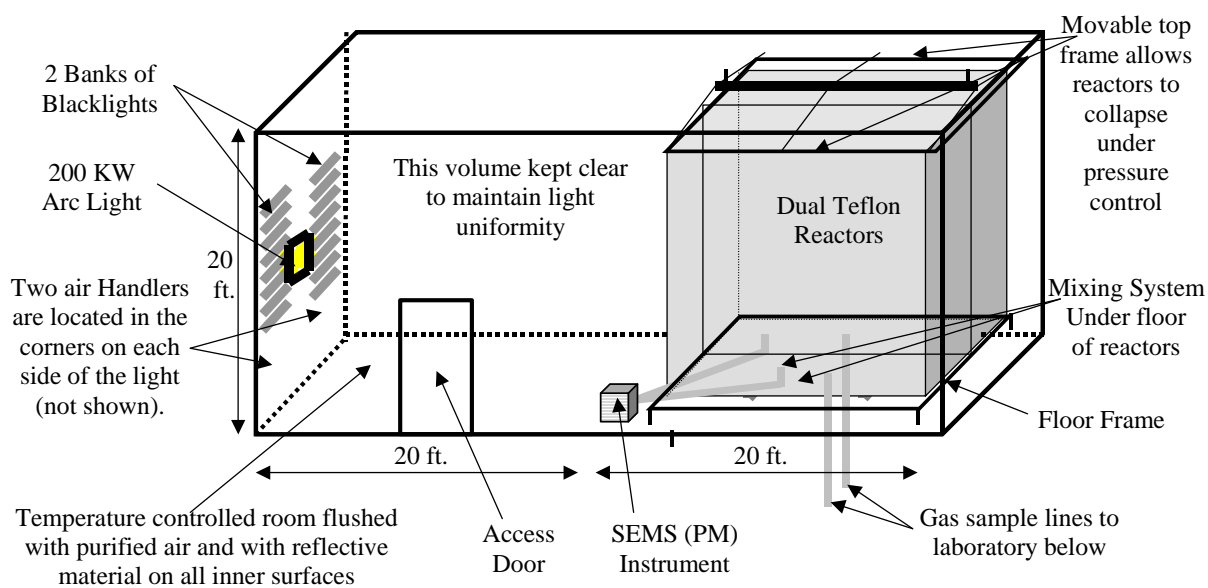 2 Banks of
Blacklights
200 KW
Arc Light
20
ft.
Two air Handlers
are located in the
corners on each
side of the light
(not shown).
This volume kept clear
to maintain light
uniformity
Dual Teflon
Reactors
Movable top
frame allows
reactors to
collapse
under
pressure
control
Mixing System
Under floor
of reactors
Floor Frame
20 ft.
20 ft.
Temperature controlled room flushed
with purified air and with reflective
material on all inner surfaces
Access
Door
SEMS (PM)
Instrument
Gas sample lines to
laboratory below